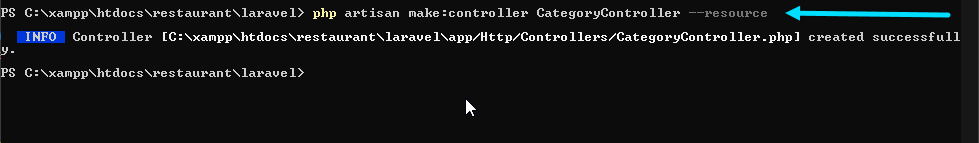 PS C:\xampp\htdocs\restaurant\laravel> php artisan make:controller CategoryController --resource
INFO Controller [C:\xampp\htdocs\restaurant\laravel\app/Http/Controllers/CategoryController.php] created successfull
y.
PS C:\xampp\htdocs\restaurant\laravel>